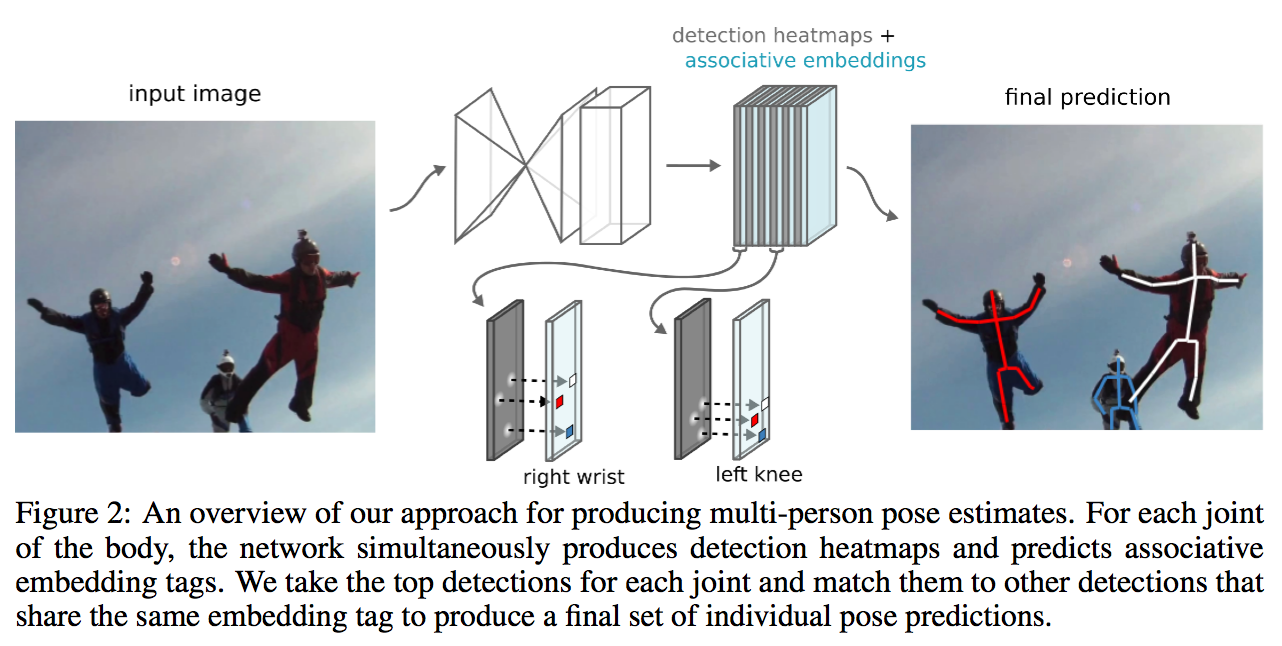 detection heatmaps +
associative embeddings
input image
final prediction
right wrist
left knee
Figure 2: An overview of our approach for producing multi-person pose estimates. For each joint
of the body, the network simultaneously produces detection heatmaps and predicts associative
embedding tags. We take the top detections for each joint and match them to other detections that
share the same embedding tag to produce a final set of individual pose predictions.